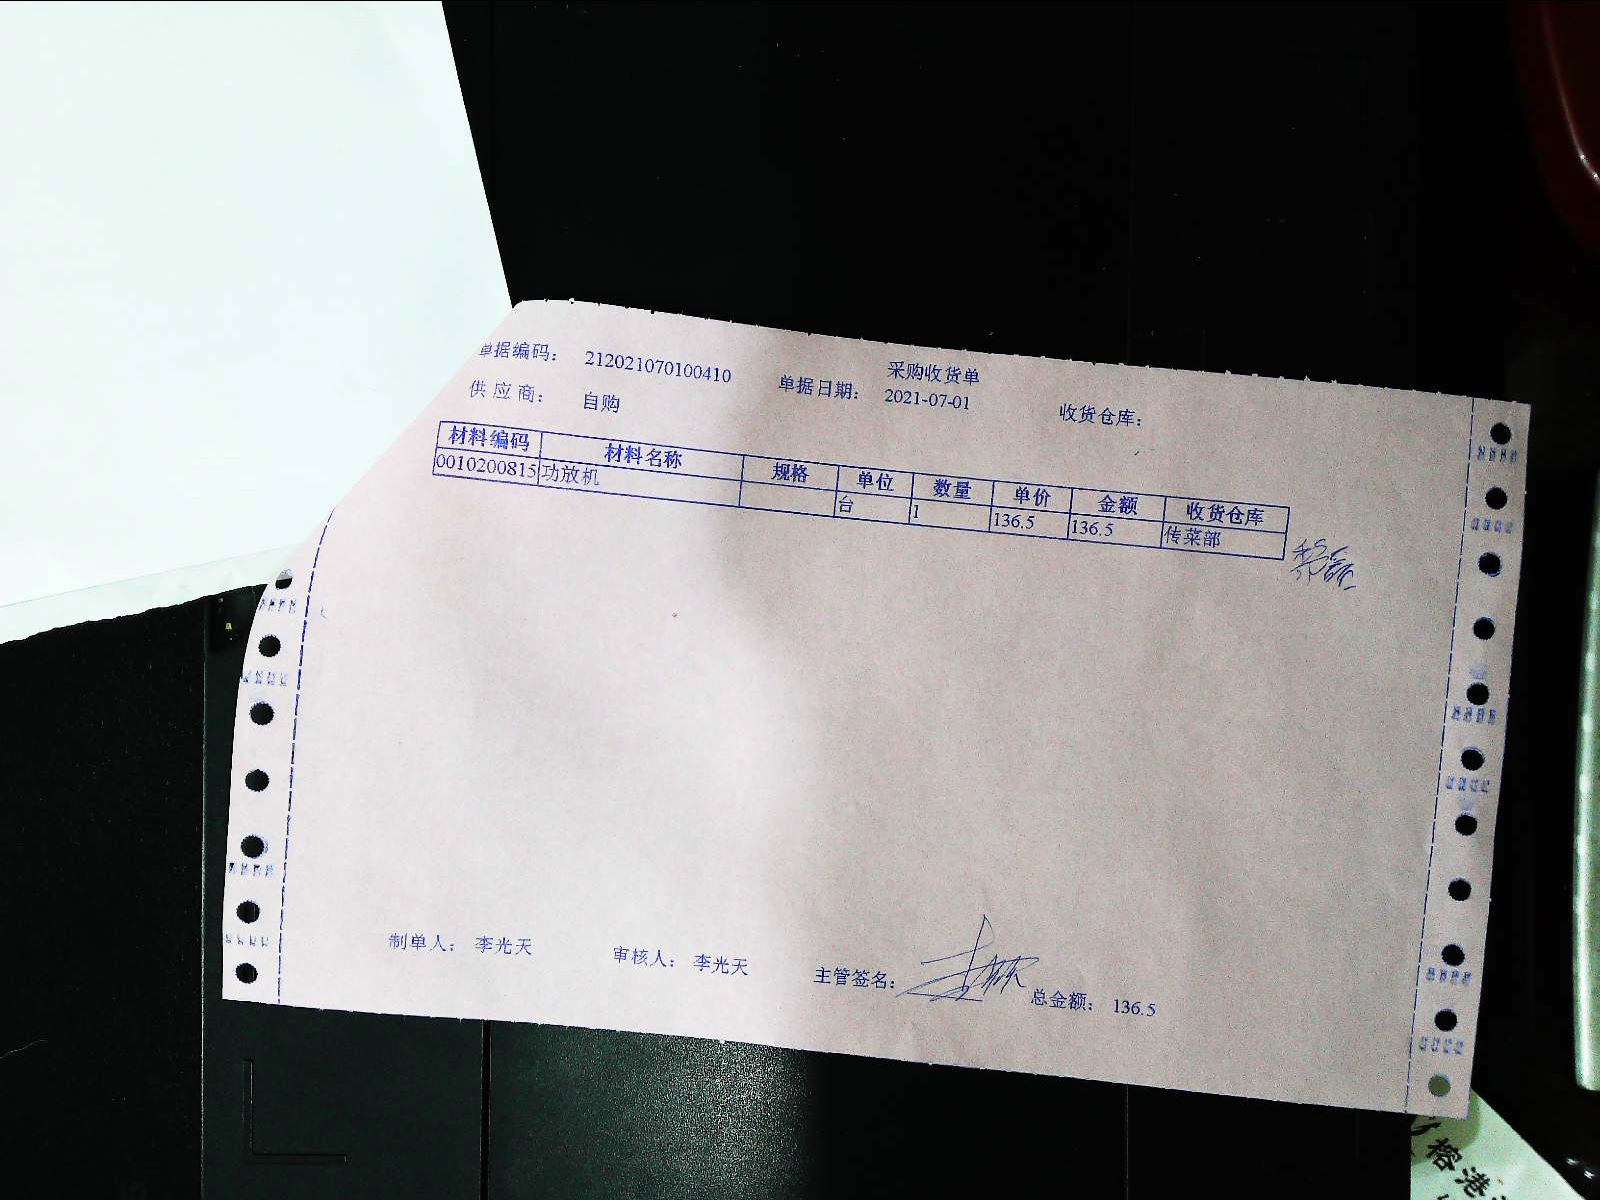 采购收货单
单据编码： 212021070100410 单据日期： 2021-07-01 收货仓库：
供应商： 自购
材料编码 材料名称 规格 单位 数量 单价 金额 收货仓库
0010200815 功放机 台 1 136.5 136.5 传菜部
制单人： 李光天 审核人： 李光天 主管签名： 总金额： 136.5
榕港